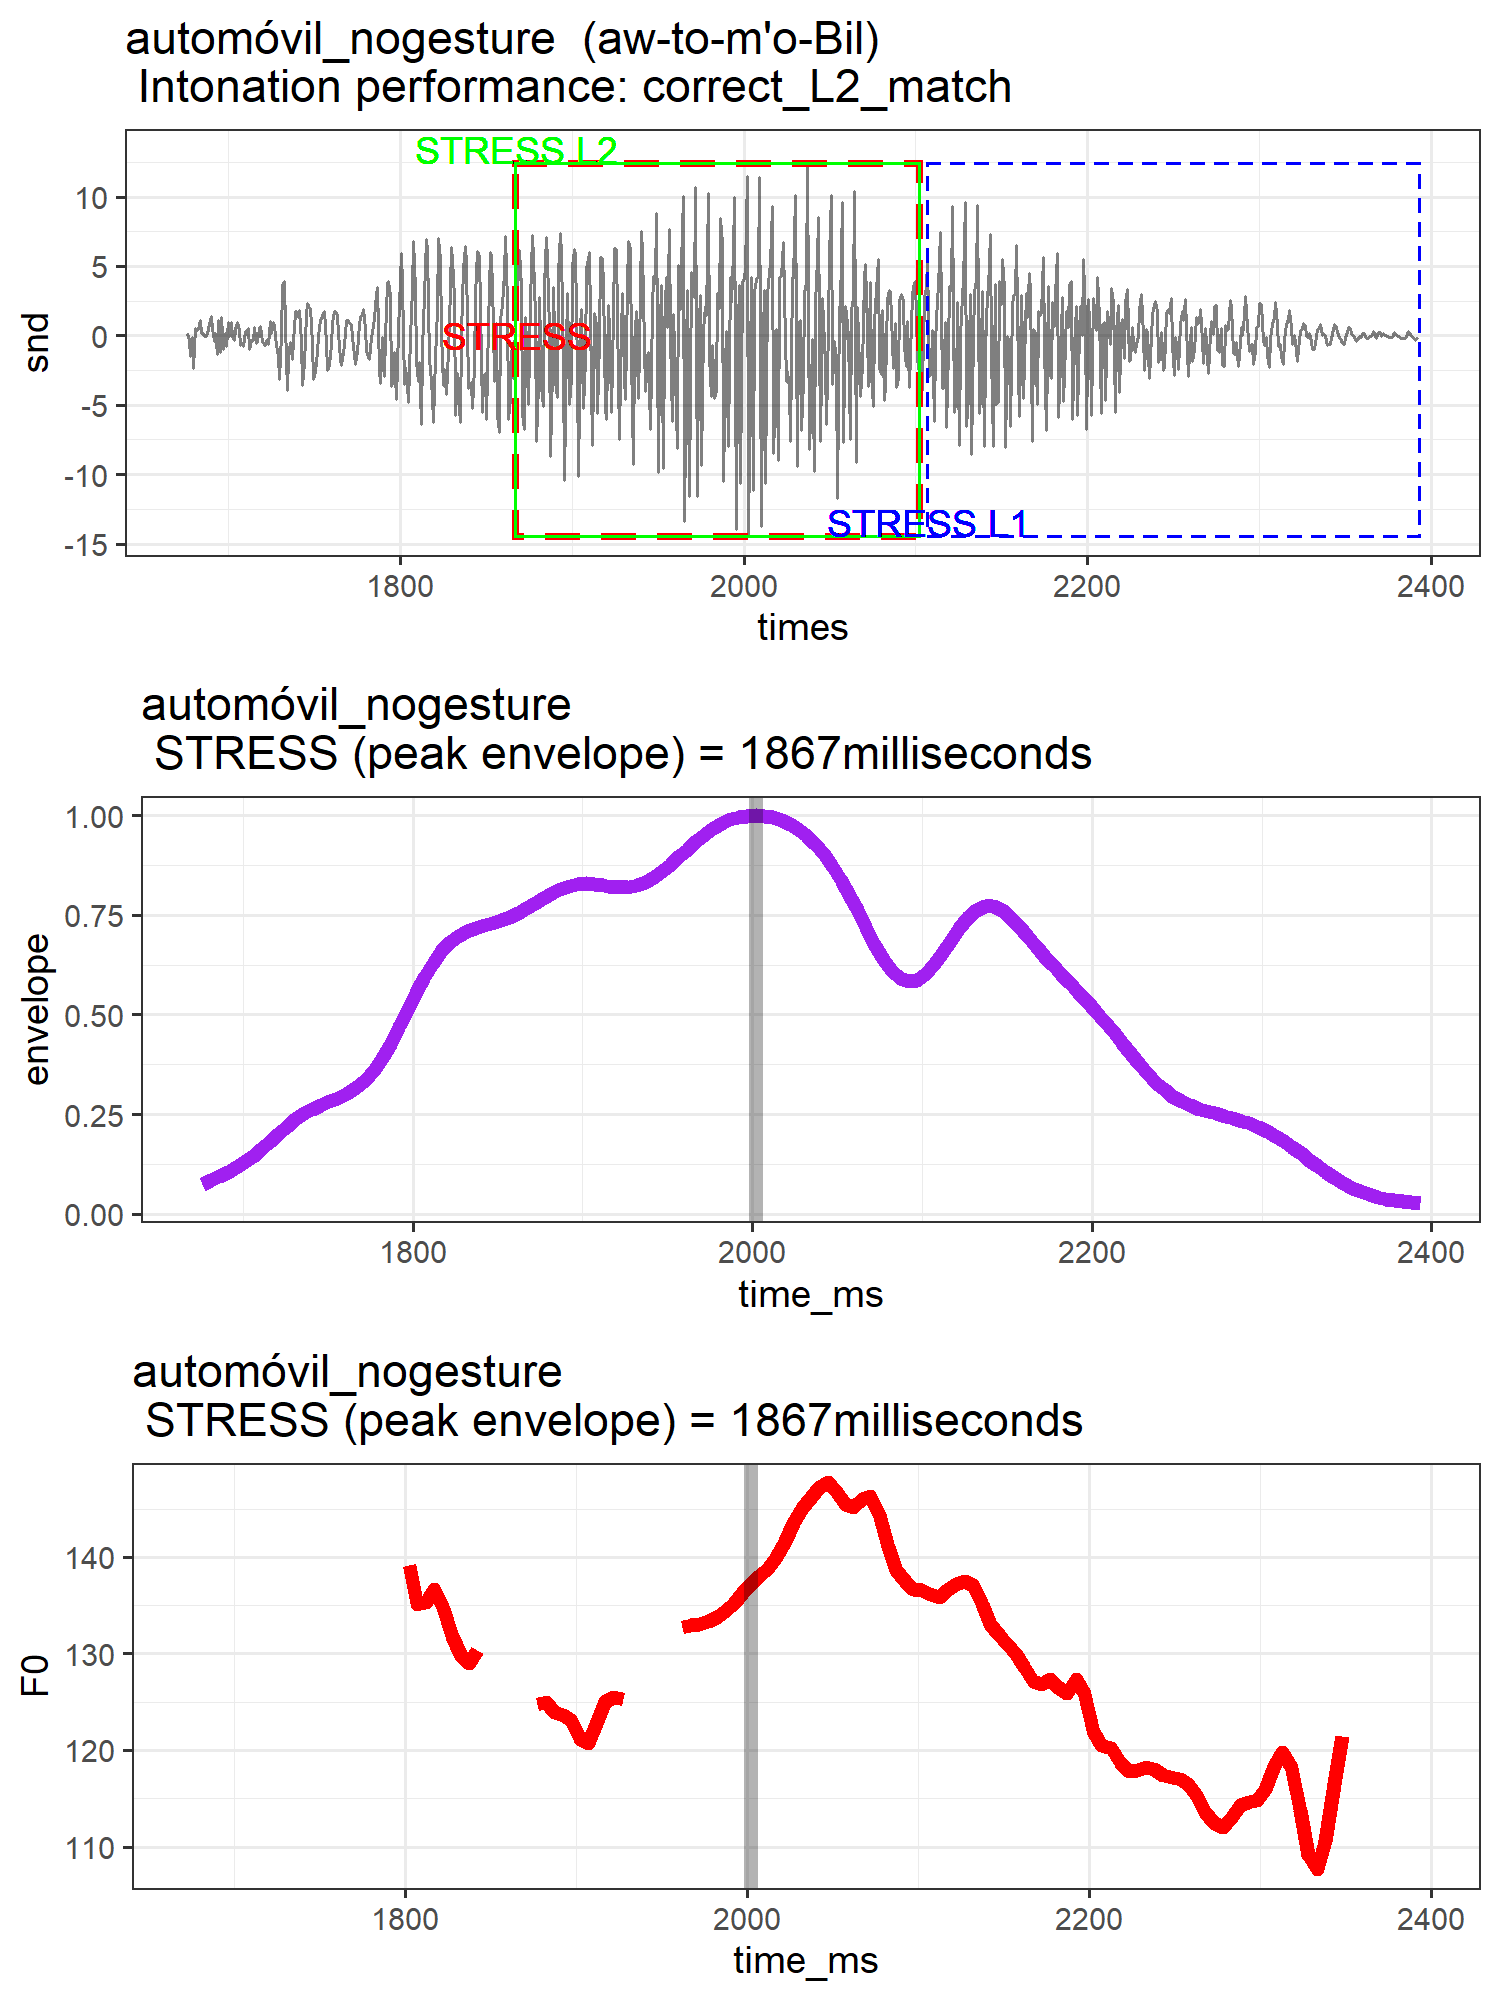 automóvil_nogesture  (aw-to-m'o-Bil)
Intonation performance: correct_L2_match
STRESS L2
STRESS
STRESS L1
snd
10
5
0
-5
-10
-15
1800 2000 2200 2400
times
automóvil_nogesture
STRESS (peak envelope) = 1867milliseconds
envelope
1.00
0.75
0.50
0.25
0.00
1800 2000 2200 2400
time_ms
automóvil_nogesture
STRESS (peak envelope) = 1867milliseconds
F0
140
130
120
110
1800 2000 2200 2400
time_ms